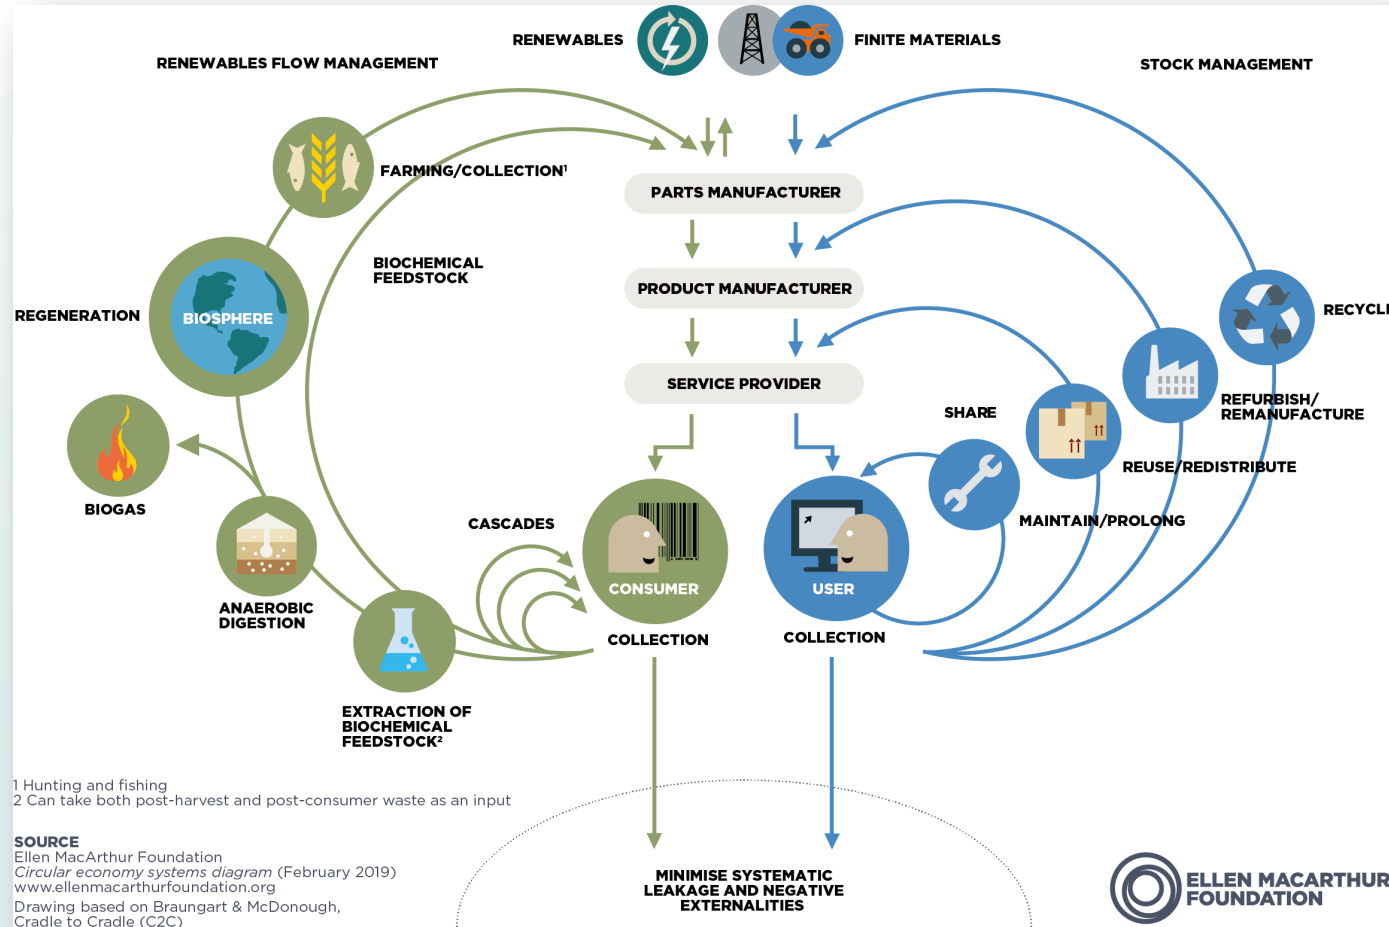 RENEWABLES
FINITE MATERIALS
RENEWABLES FLOW MANAGEMENT
STOCK MANAGEMENT
FARMING/COLLECTION¹
PARTS MANUFACTURER
BIOCHEMICAL
FEEDSTOCK
PRODUCT MANUFACTURER
REGENERATION
BIOSPHERE
RECYCLE
SERVICE PROVIDER
SHARE
REFURBISH/
REMANUFACTURE
REUSE/REDISTRIBUTE
BIOGAS
CASCADES
MAINTAIN/PROLONG
CONSUMER
USER
ANAEROBIC
DIGESTION
COLLECTION
COLLECTION
EXTRACTION OF
BIOCHEMICAL
FEEDSTOCK²
1 Hunting and fishing
2 Can take both post-harvest and post-consumer waste as an input
SOURCE
Ellen MacArthur Foundation
Circular economy systems diagram (February 2019)
www.ellenmacarthurfoundation.org
Drawing based on Braungart & McDonough,
Cradle to Cradle (C2C)
MINIMISE SYSTEMATIC
LEAKAGE AND NEGATIVE
EXTERNALITIES
ELLEN MACARTHUR
FOUNDATION